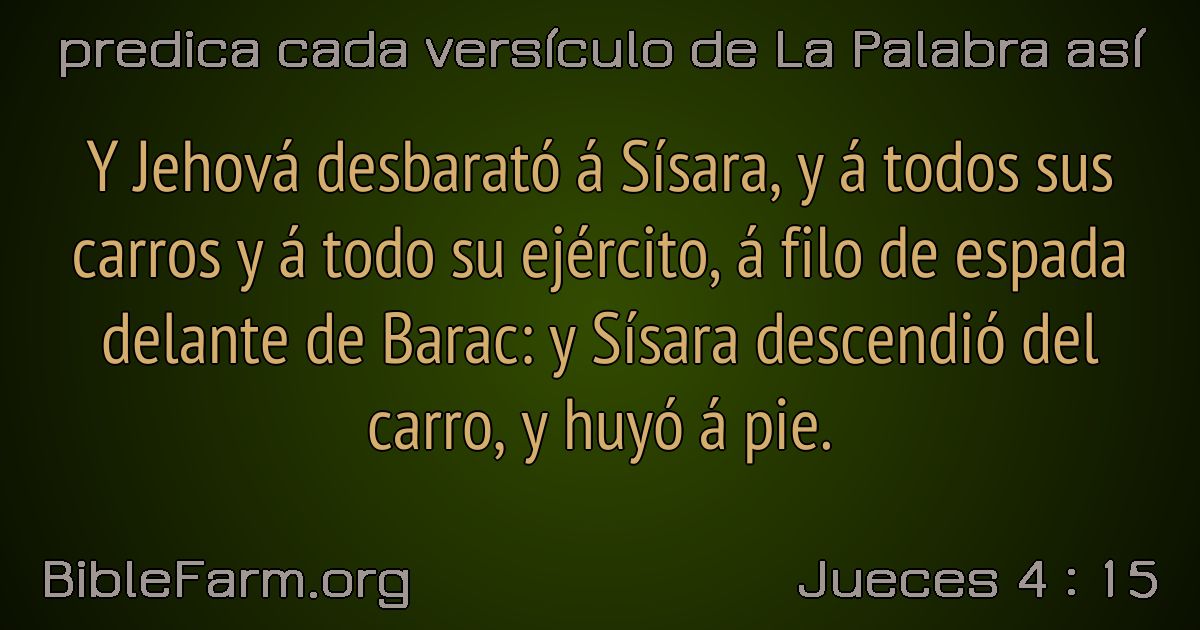 predica cada versículo de La Palabra así
Y Jehová desbarató á Sísara, y á todos sus
carros y á todo su ejército, á filo de espada
delante de Barac: y Sísara descendió del
carro, y huyó á pie.
BibleFarm.org
Jueces 4 : 15